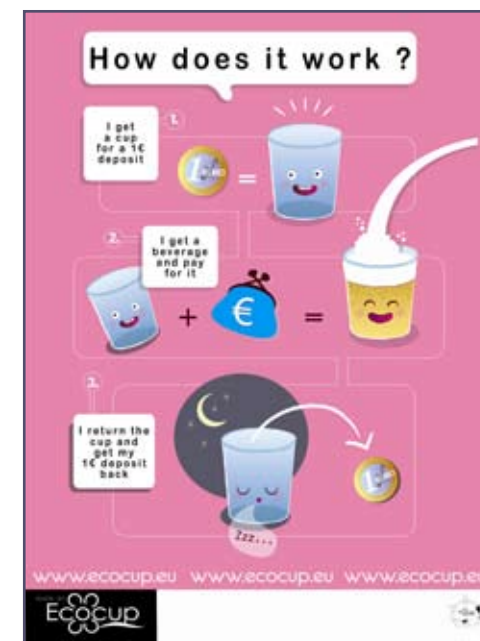 How does it work ?
1.
I get
a cup
for a 1€
deposit
=
2.
I get a
beverage
and pay
for it
+
€
=
3.
I return the
cup and
get my
1€ deposit
back
Zzz...
www.ecocup.eu www.ecocup.eu www.ecocup.e
Ecocup